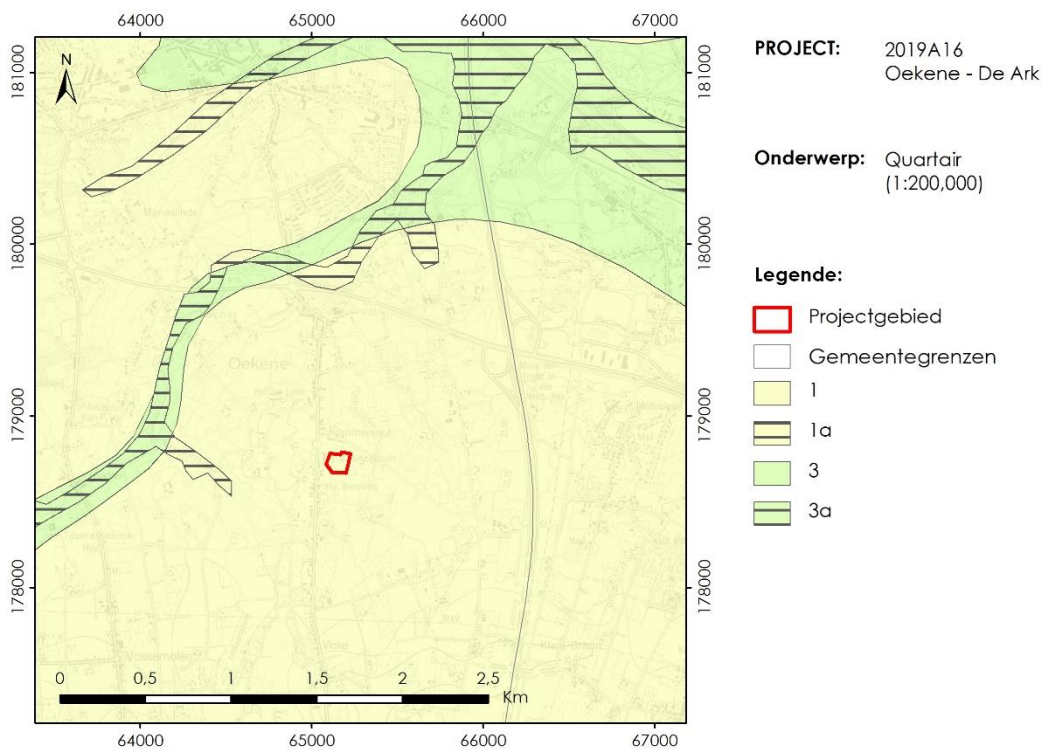 64000 65000 66000 67000
181000
180000
179000
178000
N
Manaslinde
Oekene
Vossemolen
0 0,5 1 1,5 2 2,5
Km
64000 65000 66000 67000
181000
180000
179000
178000
PROJECT: 2019A16
Oekene - De Ark
Onderwerp: Quartair
(1:200,000)
Legende:
Projectgebied
Gemeentegrenzen
1
1a
3
3a